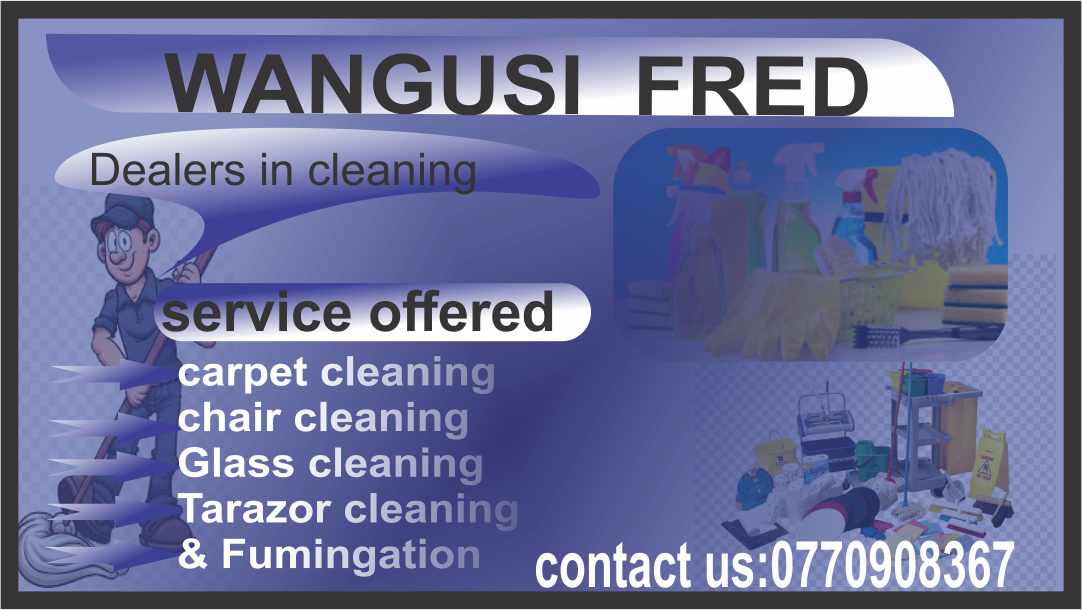 WANGUSI FRED
Dealers in cleaning
service offered
carpet cleaning
chair cleaning
Glass cleaning
Tarazor cleaning
& Fumingation
contact us:0770908367